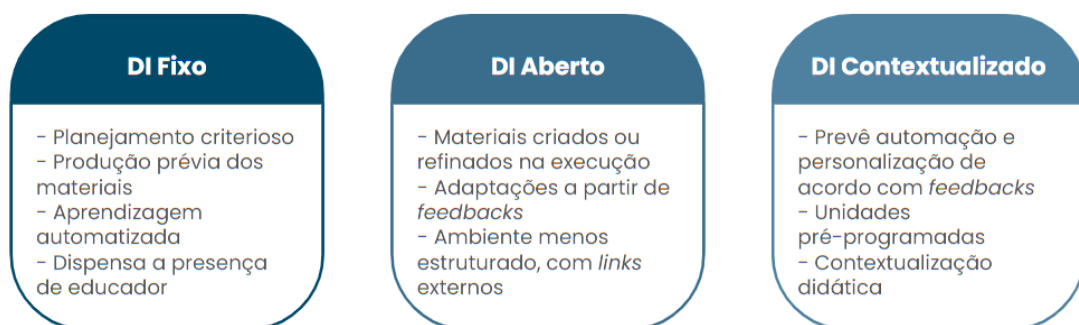 DI Fixo
- Planejamento criterioso
- Produção prévia dos
materiais
- Aprendizagem
automatizada
- Dispensa a presença
de educador
DI Aberto
- Materiais criados ou
refinados na execução
- Adaptações a partir de
feedbacks
- Ambiente menos
estruturado, com links
externos
DI Contextualizado
- Prevê automação e
personalização de
acordo com feedbacks
- Unidades
pré-programadas
- Contextualização
didática